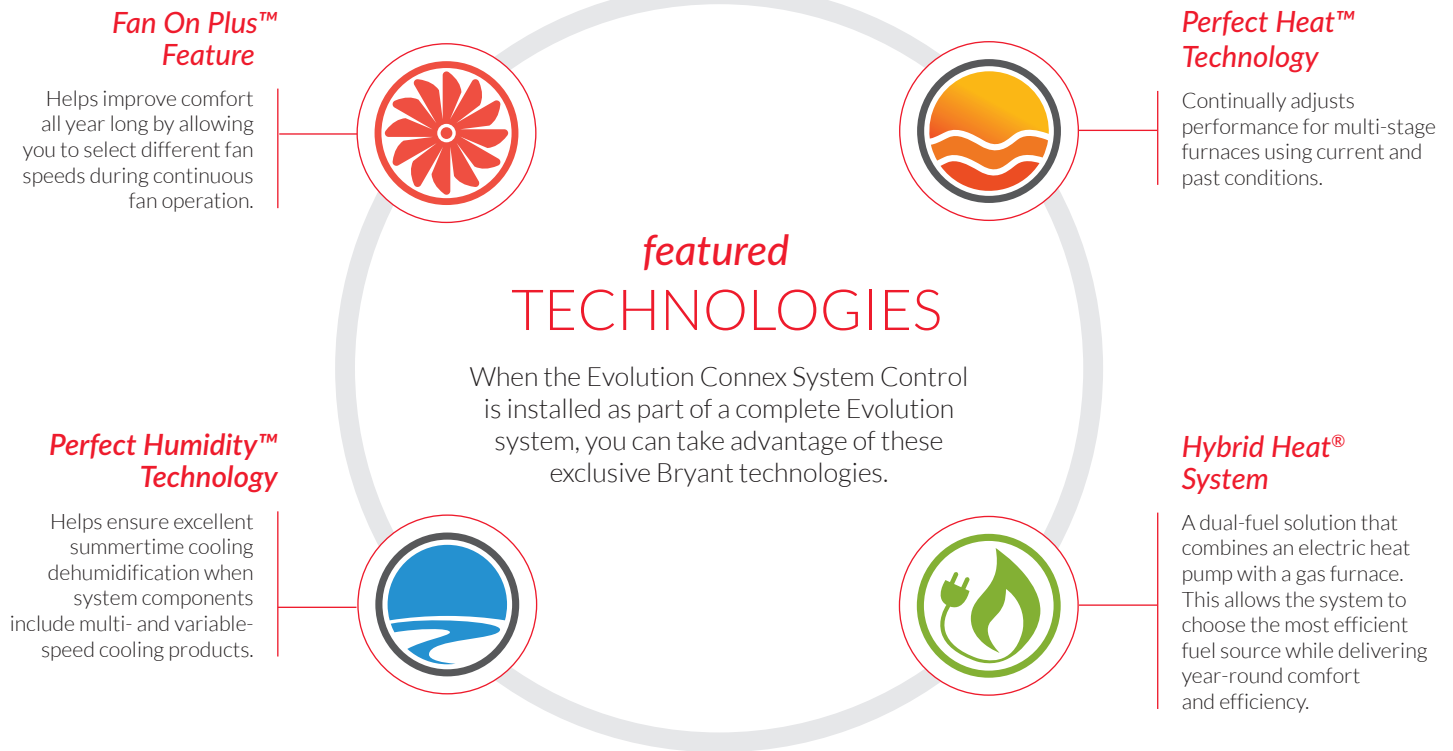 Fan On Plus™
Feature
Helps improve comfort
all year long by allowing
you to select different fan
speeds during continuous
fan operation.
Perfect Heat™
Technology
Continually adjusts
performance for multi-stage
furnaces using current and
past conditions.
featured
TECHNOLOGIES
When the Evolution Connex System Control
is installed as part of a complete Evolution
system, you can take advantage of these
exclusive Bryant technologies.
Perfect Humidity™
Technology
Helps ensure excellent
summertime cooling
dehumidification when
system components
include multi- and variable-
speed cooling products.
Hybrid Heat®
System
A dual-fuel solution that
combines an electric heat
pump with a gas furnace.
This allows the system to
choose the most efficient
fuel source while delivering
year-round comfort
and efficiency.